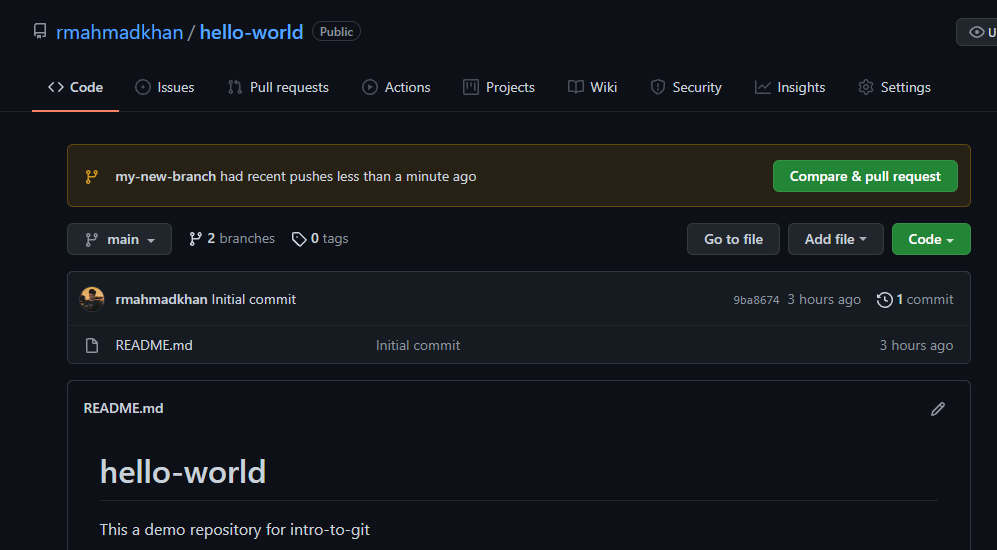 rmahmadkhan / hello-world Public
Code Issues Pull requests Actions Projects Wiki Security Insights Settings
my-new-branch had recent pushes less than a minute ago Compare & pull request
main 2 branches 0 tags Go to file Add file Code
rmahmadkhan Initial commit 9ba8674 3 hours ago 1 commit
README.md Initial commit 3 hours ago
README.md
hello-world
This a demo repository for intro-to-git